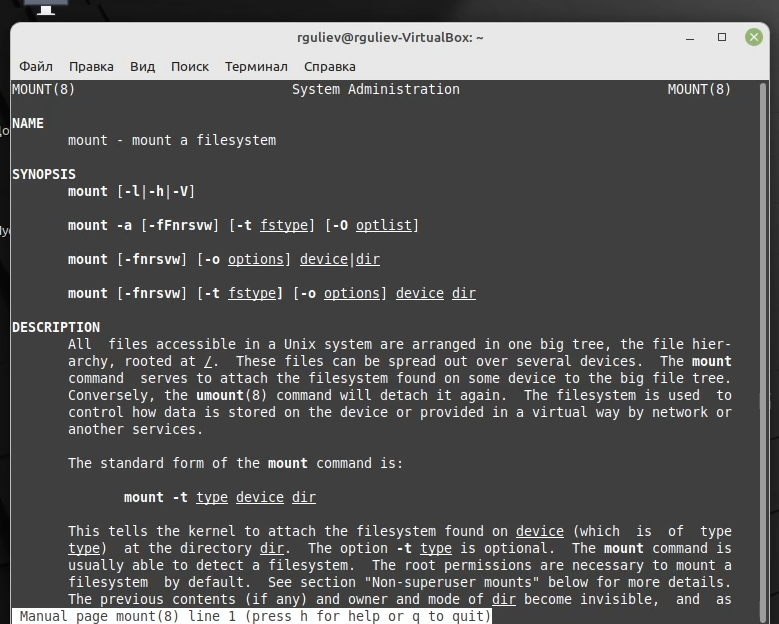 rguliev@rguliev-VirtualBox: ~
Файл Правка Вид Поиск Терминал Справка
MOUNT(8) System Administration MOUNT(8)
NAME
mount - mount a filesystem
SYNOPSIS
mount [-l|-h|-V]
mount -a [-fFnrsvw] [-t fstype] [-O optlist]
mount [-fnrsvw] [-o options] device|dir
mount [-fnrsvw] [-t fstype] [-o options] device dir
DESCRIPTION
All files accessible in a Unix system are arranged in one big tree, the file hier-
archy, rooted at /. These files can be spread out over several devices. The mount
command serves to attach the filesystem found on some device to the big file tree.
Conversely, the umount(8) command will detach it again. The filesystem is used to
control how data is stored on the device or provided in a virtual way by network or
another services.
The standard form of the mount command is:
mount -t type device dir
This tells the kernel to attach the filesystem found on device (which is of type
type) at the directory dir. The option -t type is optional. The mount command is
usually able to detect a filesystem. The root permissions are necessary to mount a
filesystem by default. See section "Non-superuser mounts" below for more details.
The previous contents (if any) and owner and mode of dir become invisible, and as
Manual page mount(8) line 1 (press h for help or q to quit)